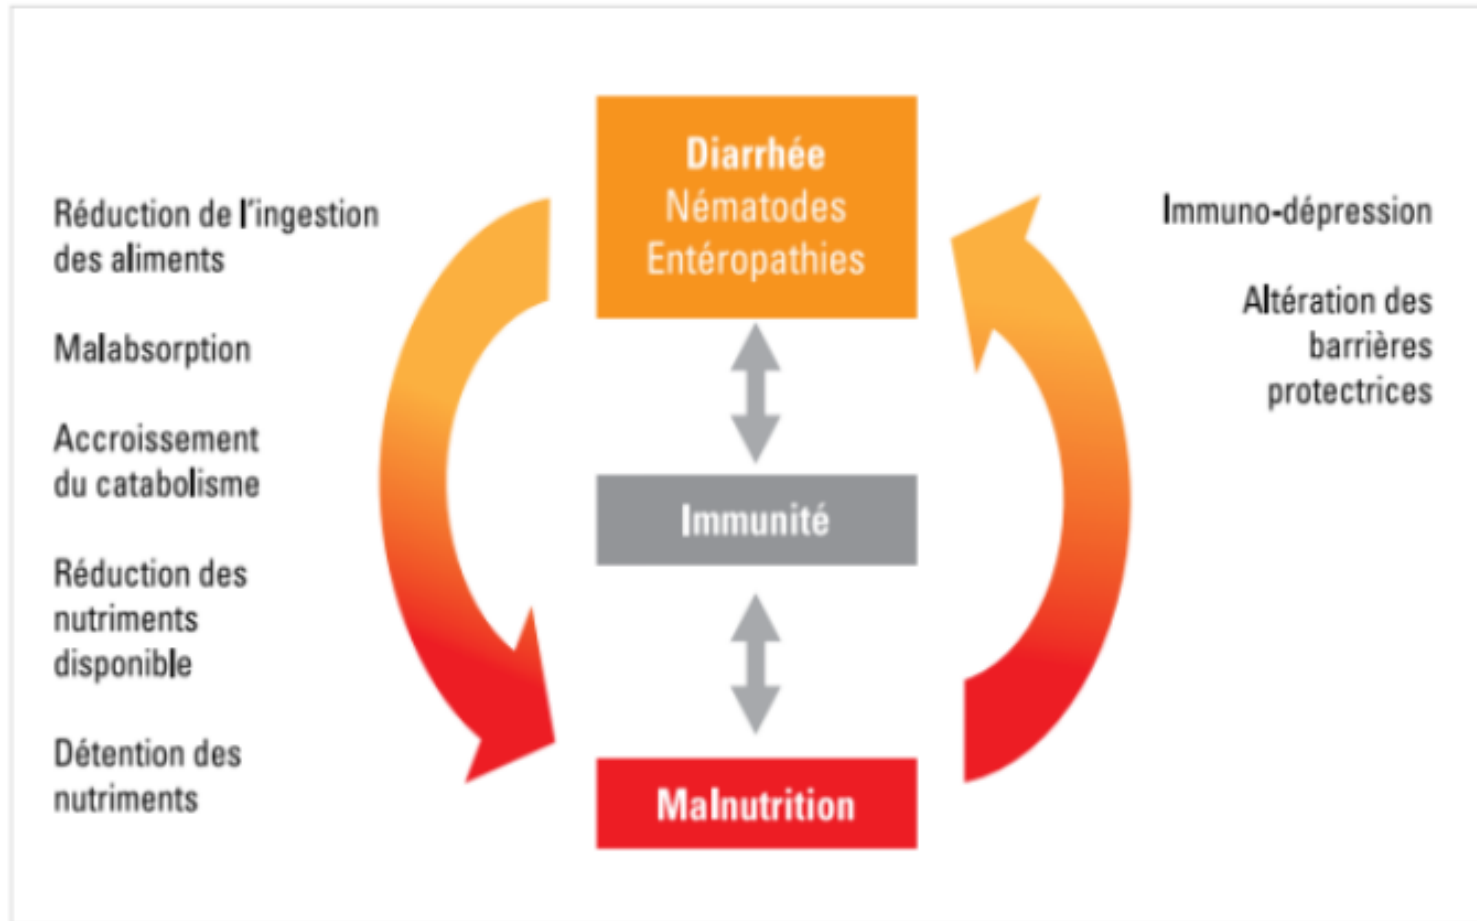 Réduction de l'ingestion
des aliments
Malabsorption
Accroissement
du catabolisme
Réduction des
nutriments
disponible
Détention des
nutriments
Diarrhée
Nématodes
Entéropathies
Immunité
Malnutrition
Immuno-dépression
Altération des
barrières
protectrices